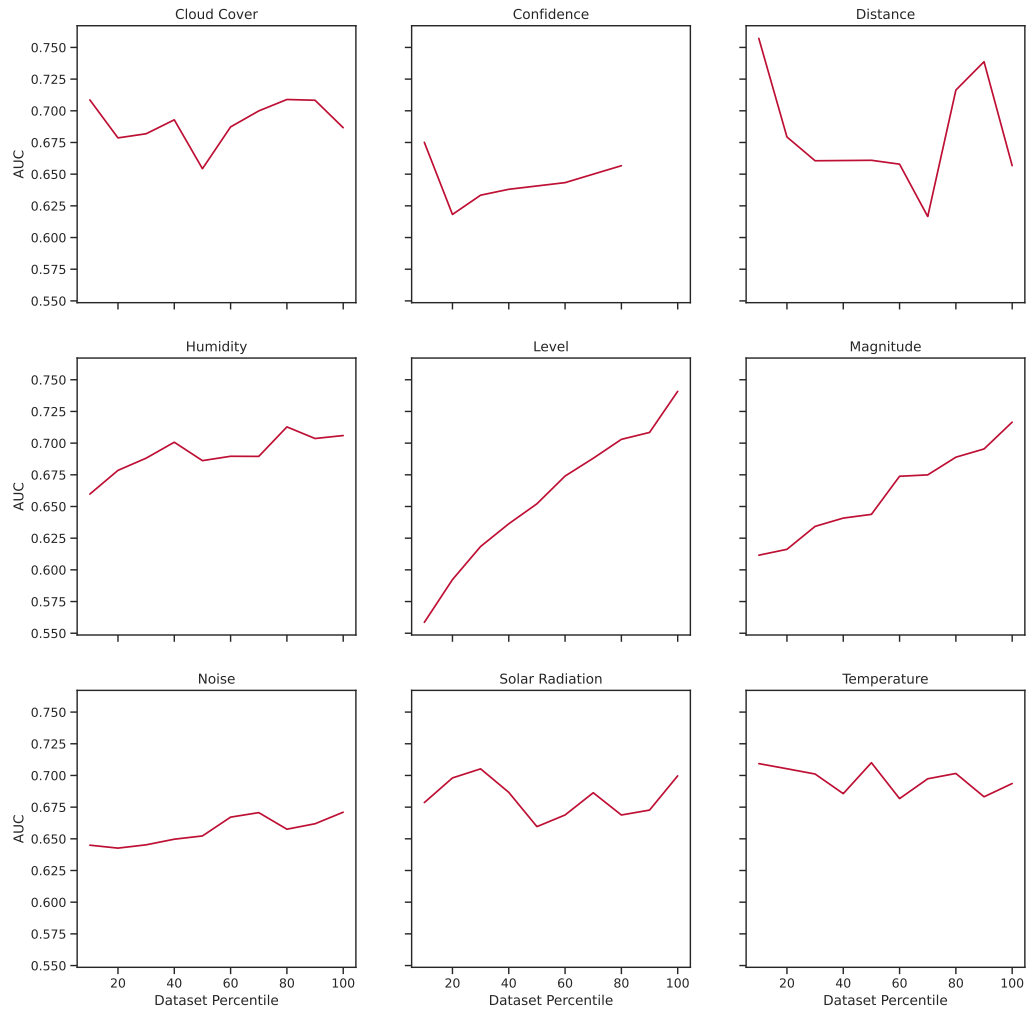 Cloud Cover
Confidence
Distance
AUC
0.750
0.725
0.700
0.675
0.650
0.625
0.600
0.575
0.550
Humidity
Level
Magnitude
AUC
0.750
0.725
0.700
0.675
0.650
0.625
0.600
0.575
0.550
Noise
Solar Radiation
Temperature
AUC
0.750
0.725
0.700
0.675
0.650
0.625
0.600
0.575
0.550
20 40 60 80 100
20 40 60 80 100
20 40 60 80 100
Dataset Percentile
Dataset Percentile
Dataset Percentile